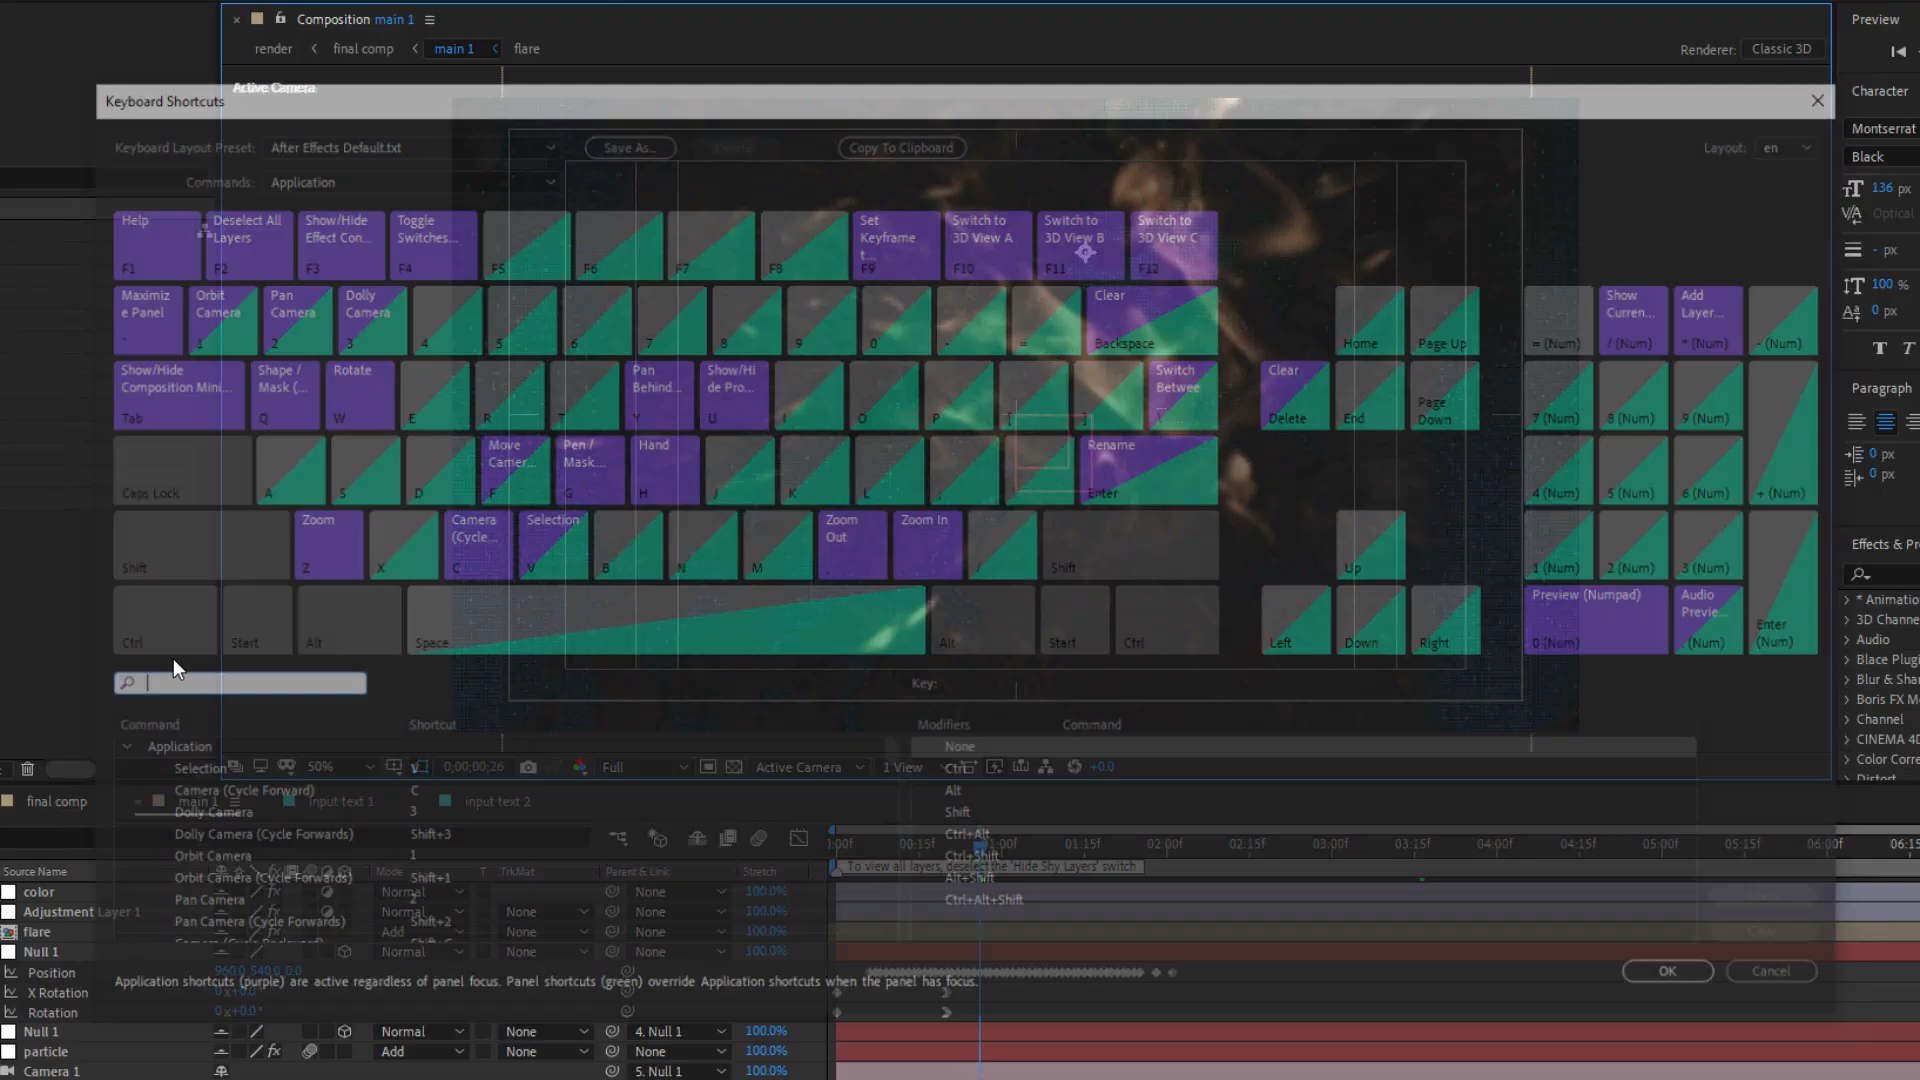 Composition main 1
Preview
render
final comp
main 1
flare
Renderer:
Classic 3D
Active Camera
Keyboard Shortcuts
Character
Keyboard Layout Preset:
After Effects Default.txt
Save As...
Delete
Copy To Clipboard
Layout:
en
Montserrat
Commands:
Application
Black
136 px
Optical
- px
100 %
0 px
T T
Paragraph
0 px
0 px
Help
F1
Deselect All
Layers
F2
Show/Hide
Effect Con...
F3
Toggle
Switches...
F4
F5
F6
F7
F8
Set
Keyframe
t...
F9
Switch to
3D View A
F10
Switch to
3D View B
F11
Switch to
3D View C
F12
Maximiz
e Panel
Orbit
Camera
1
Pan
Camera
2
Dolly
Camera
3
4
5
6
7
8
9
0
-
=
Clear
Backspace
Home
Page Up
= (Num)
Show
Curren...
/ (Num)
Add
Layer...
* (Num)
- (Num)
Show/Hide
Composition Mini...
Tab
Shape /
Mask (...
Q
Rotate
W
E
R
T
Pan
Behind...
Y
Show/Hi
de Pro...
U
I
O
P
[
]
Switch
Betwee
...
Clear
Delete
End
Page
Down
7 (Num)
8 (Num)
9 (Num)
+ (Num)
Caps Lock
A
S
D
Move
Camer...
F
Pen /
Mask...
G
Hand
H
J
K
L
;
Rename
Enter
4 (Num)
5 (Num)
6 (Num)
Shift
Zoom
Z
X
Camera
(Cycle...
C
Selection
V
B
N
M
Zoom
Out
,
Zoom In
.
/
Shift
Up
1 (Num)
2 (Num)
3 (Num)
Enter
(Num)
Ctrl
Start
Alt
Space
Alt
Start
Ctrl
Left
Down
Right
Preview (Numpad)
0 (Num)
Audio
Previe...
. (Num)
Effects & Pr
* Animatio
3D Channe
Audio
Blace Plugi
Blur & Shar
Boris FX M
Channel
CINEMA 4D
Color Corre
Distort
Key:
Command
Shortcut
Modifiers
Command
Application
None
Selection
V
Ctrl
Camera (Cycle Forward)
C
Alt
Dolly Camera
3
Shift
Dolly Camera (Cycle Forwards)
Shift+3
Ctrl+Alt
Orbit Camera
1
Ctrl+Shift
Orbit Camera (Cycle Forwards)
Shift+1
Alt+Shift
Pan Camera
2
Ctrl+Alt+Shift
Pan Camera (Cycle Forwards)
Shift+2
Camera (Cycle Backward)
Shift+C
50%
0;00;00;26
Full
Active Camera
1 View
+0.0
final comp
main 1
input text 1
input text 2
:00f
00:15f
01:00f
01:15f
02:00f
02:15f
03:00f
03:15f
04:00f
04:15f
05:00f
05:15f
06:00f
06:15
To view all layers, deselect the 'Hide Shy Layers' switch
Source Name
Mode
T
.TrkMat
Parent & Link
Stretch
color
Normal
None
100.0%
Adjustment Layer 1
Normal
None
None
100.0%
flare
Add
None
None
100.0%
Null 1
Normal
None
None
100.0%
Position
960.0, 540.0, 0.0
Application shortcuts (purple) are active regardless of panel focus. Panel shortcuts (green) override Application shortcuts when the panel has focus.
OK
Cancel
X Rotation
0x+0.0°
Rotation
0x+0.0°
Null 1
Normal
None
4. Null 1
100.0%
particle
Add
None
None
100.0%
Camera 1
5. Null 1
100.0%